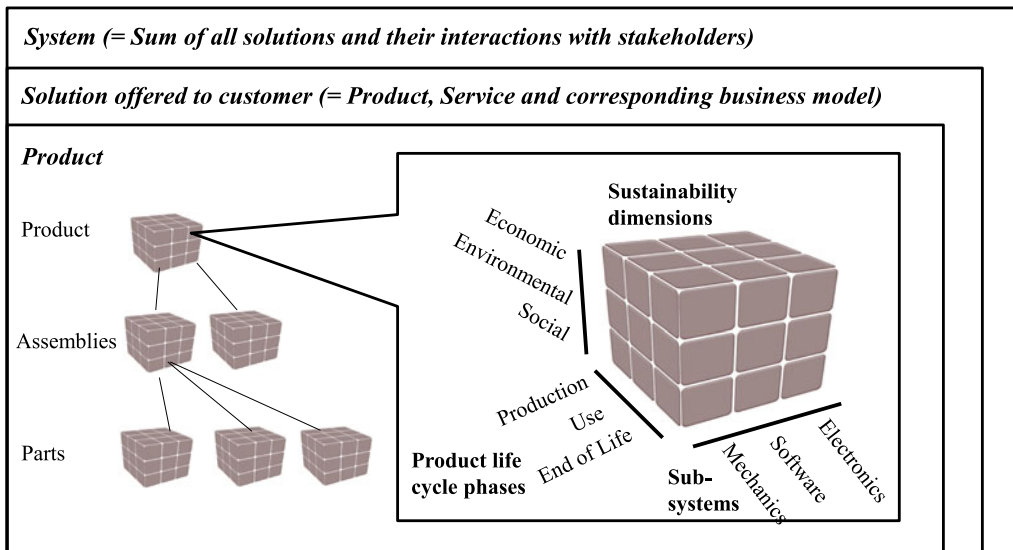 System (= Sum of all solutions and their interactions with stakeholders)
Solution offered to customer (= Product, Service and corresponding business model)
Product
Product
Assemblies
Parts
Sustainability
dimensions
Economic
Environmental
Social
Production
Use
End of Life
Product life
cycle phases
Sub-
systems
Mechanics
Software
Electronics